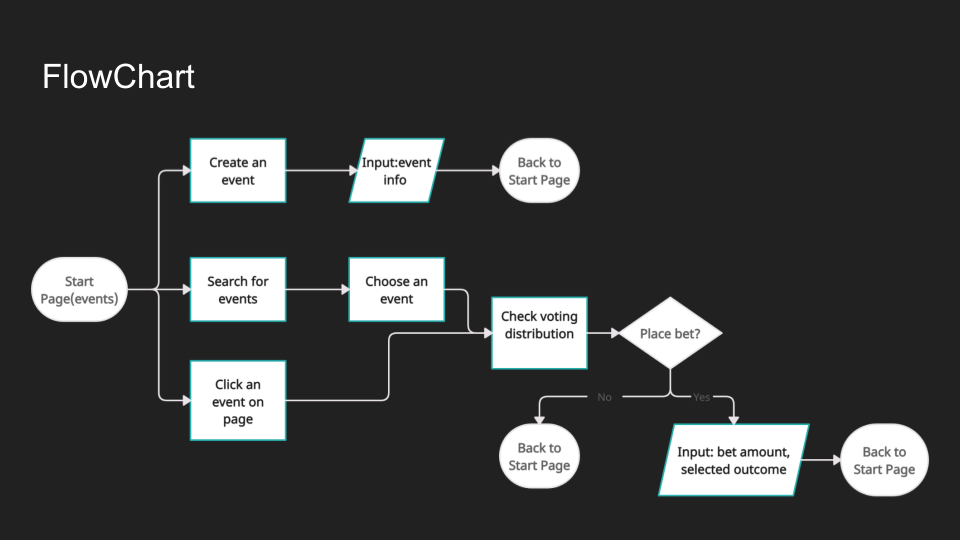 FlowChart
Create an
event
Input:event
info
Back to
Start Page
Start
Page(events)
Search for
events
Choose an
event
Click an
event on
page
Check voting
distribution
Place bet?
No
Yes
Back to
Start Page
Input: bet amount,
selected outcome
Back to
Start Page